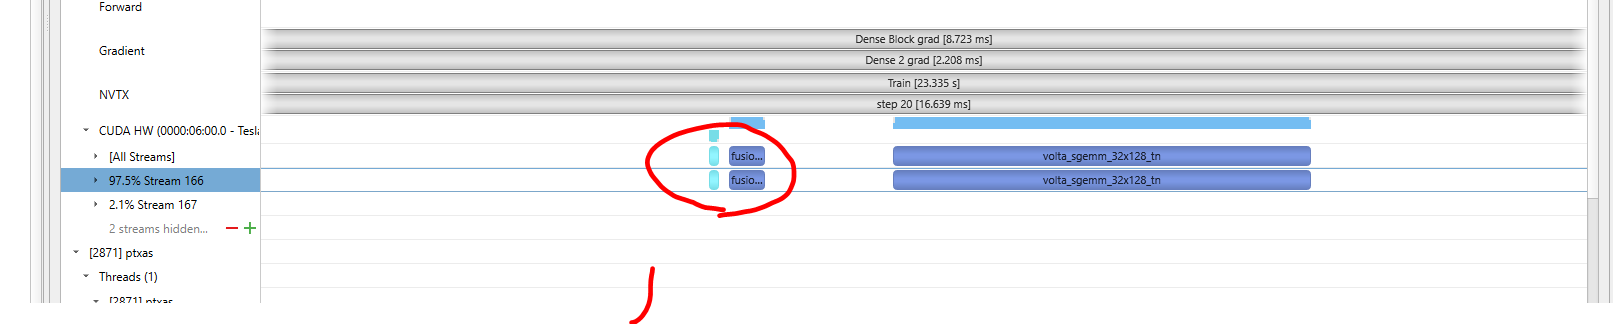 Forward
Dense Block grad [8.723 ms]
Gradient
Dense 2 grad [2.208 ms]
Train [23.335 s]
NVTX
step 20 [16.639 ms]
CUDA HW (0000:06:00.0 - Tesla
[All Streams] fusio... volta_sgemm_32x128_tn
97.5% Stream 166 fusio... volta_sgemm_32x128_tn
2.1% Stream 167
2 streams hidden...
[2871] ptxas
Threads (1)
[2871] ptxas